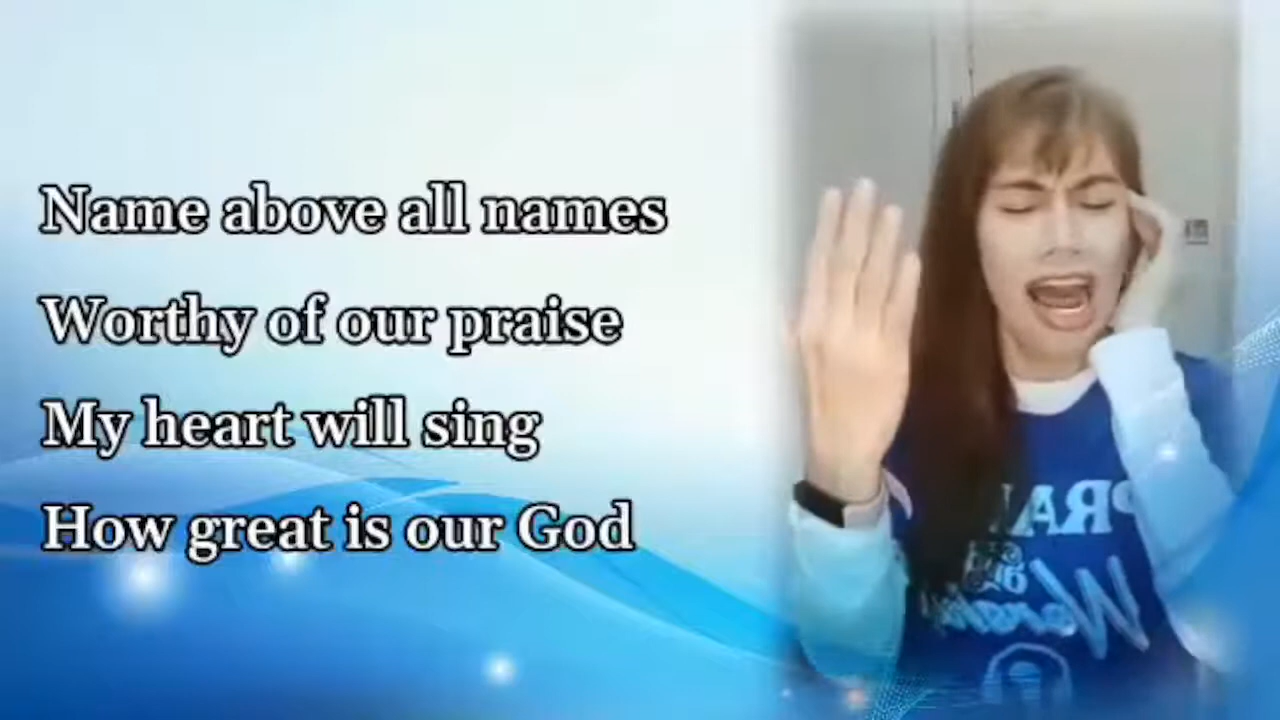 Name above all names
Worthy of our praise
My heart will sing
How great is our God